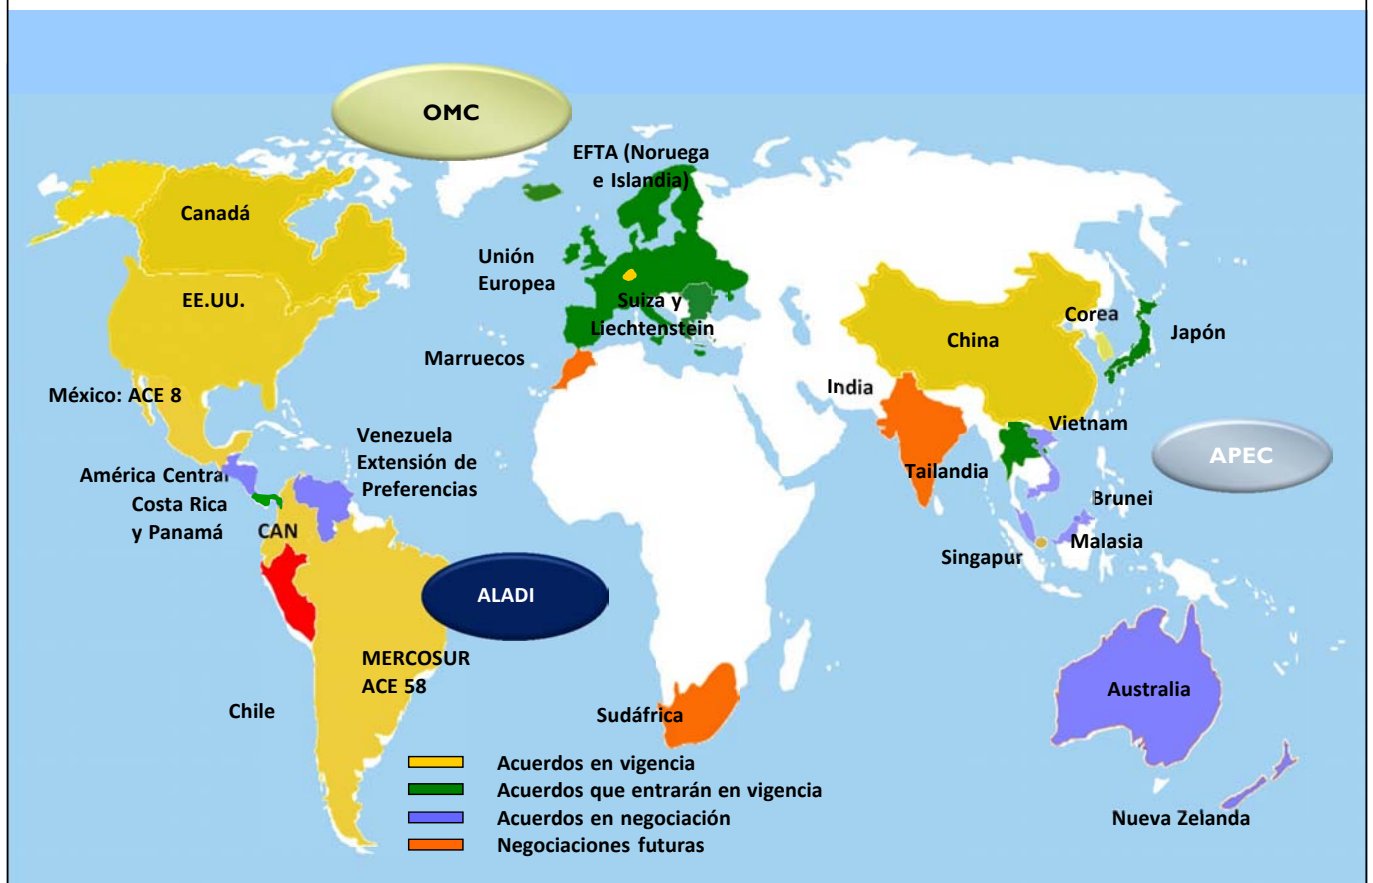 OMC
EFTA (Noruega
e Islandia)
Canadá
Unión
Europea
EE.UU.
Suiza y
Liechtenstein
Corea
Japón
China
Marruecos
India
México: ACE 8
Vietnam
Venezuela
Extensión de
Preferencias
APEC
Tailandia
América Central
Costa Rica
y Panamá
Brunei
CAN
Malasia
Singapur
ALADI
MERCOSUR
ACE 58
Australia
Chile
Sudáfrica
Acuerdos en vigencia
Acuerdos que entrarán en vigencia
Acuerdos en negociación
Negociaciones futuras
Nueva Zelanda